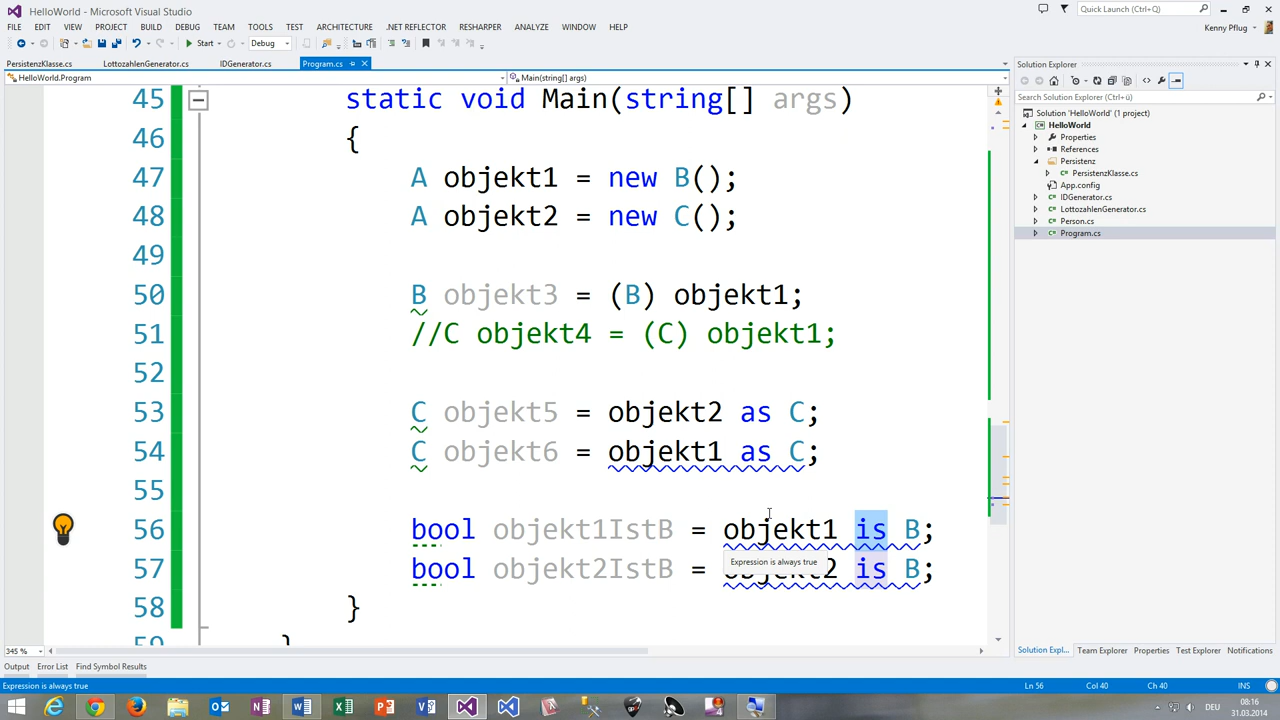 HelloWorld - Microsoft Visual Studio
Quick Launch (Ctrl+Q)
FILE EDIT VIEW PROJECT BUILD DEBUG TEAM TOOLS TEST ARCHITECTURE .NET REFLECTOR RESHARPER ANALYZE WINDOW HELP
Kenny Pflug
Start Debug
PersistenzKlasse.cs LottozahlenGenerator.cs IDGenerator.cs Program.cs
HelloWorld.Program Main(string[] args)
45 static void Main(string[] args)
46 {
47 A objekt1 = new B();
48 A objekt2 = new C();
49
50 B objekt3 = (B) objekt1;
51 //C objekt4 = (C) objekt1;
52
53 C objekt5 = objekt2 as C;
54 C objekt6 = objekt1 as C;
55
56 bool objekt1IstB = objekt1 is B;
Expression is always true
57 bool objekt2IstB = objekt2 is B;
58 }
59 }
345 %
Solution Explorer
Search Solution Explorer (Ctrl+ü)
Solution 'HelloWorld' (1 project)
HelloWorld
Properties
References
Persistenz
PersistenzKlasse.cs
App.config
IDGenerator.cs
LottozahlenGenerator.cs
Person.cs
Program.cs
Solution Expl... Team Explorer Properties Test Explorer Notifications
Output Error List Find Symbol Results
Expression is always true Ln 56 Col 40 Ch 40 INS
DEU
08:16
31.03.2014